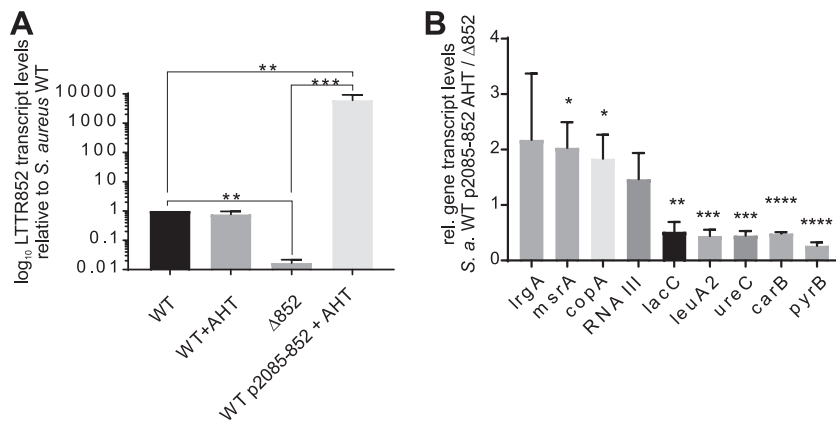 A
log₁₀ LTTR852 transcript levels
relative to S. aureus WT
10000
1000
100
10
1
0.1
0.01
**
***
**
WT
WT+AHT
Δ852
WT p2085-852 + AHT
B
rel. gene transcript levels
S. a. WT p2085-852 AHT / Δ852
4
3
2
1
0
*
*
**
***
***
****
****
lrgA
msrA
copA
RNA III
lacC
leuA2
ureC
carB
pyrB